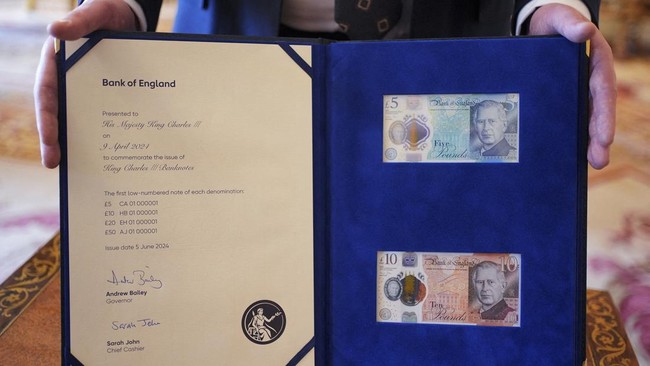 Bank of England
Presented to
His Majesty King Charles III
on
9 April 2024
to commemorate the issue of
King Charles III Banknotes
The first low-numbered note of each denomination:
£5 CA 01 000001
£10 HB 01 000001
£20 EH 01 000001
£50 AJ 01 000001
Issue date 5 June 2024
Andrew Bailey
Governor
Sarah John
Sarah John
Chief Cashier
£5
Bank of England
Five
Pounds
£10
Bank of England
10
Ten
Pounds